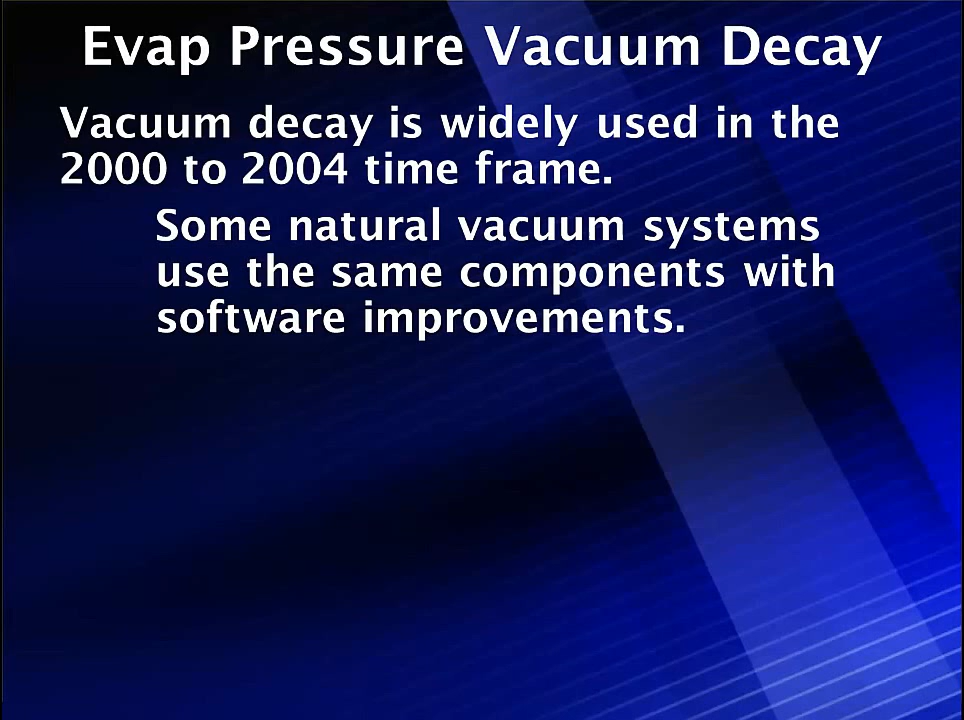 Evap Pressure Vacuum Decay
Vacuum decay is widely used in the
2000 to 2004 time frame.
Some natural vacuum systems
use the same components with
software improvements.